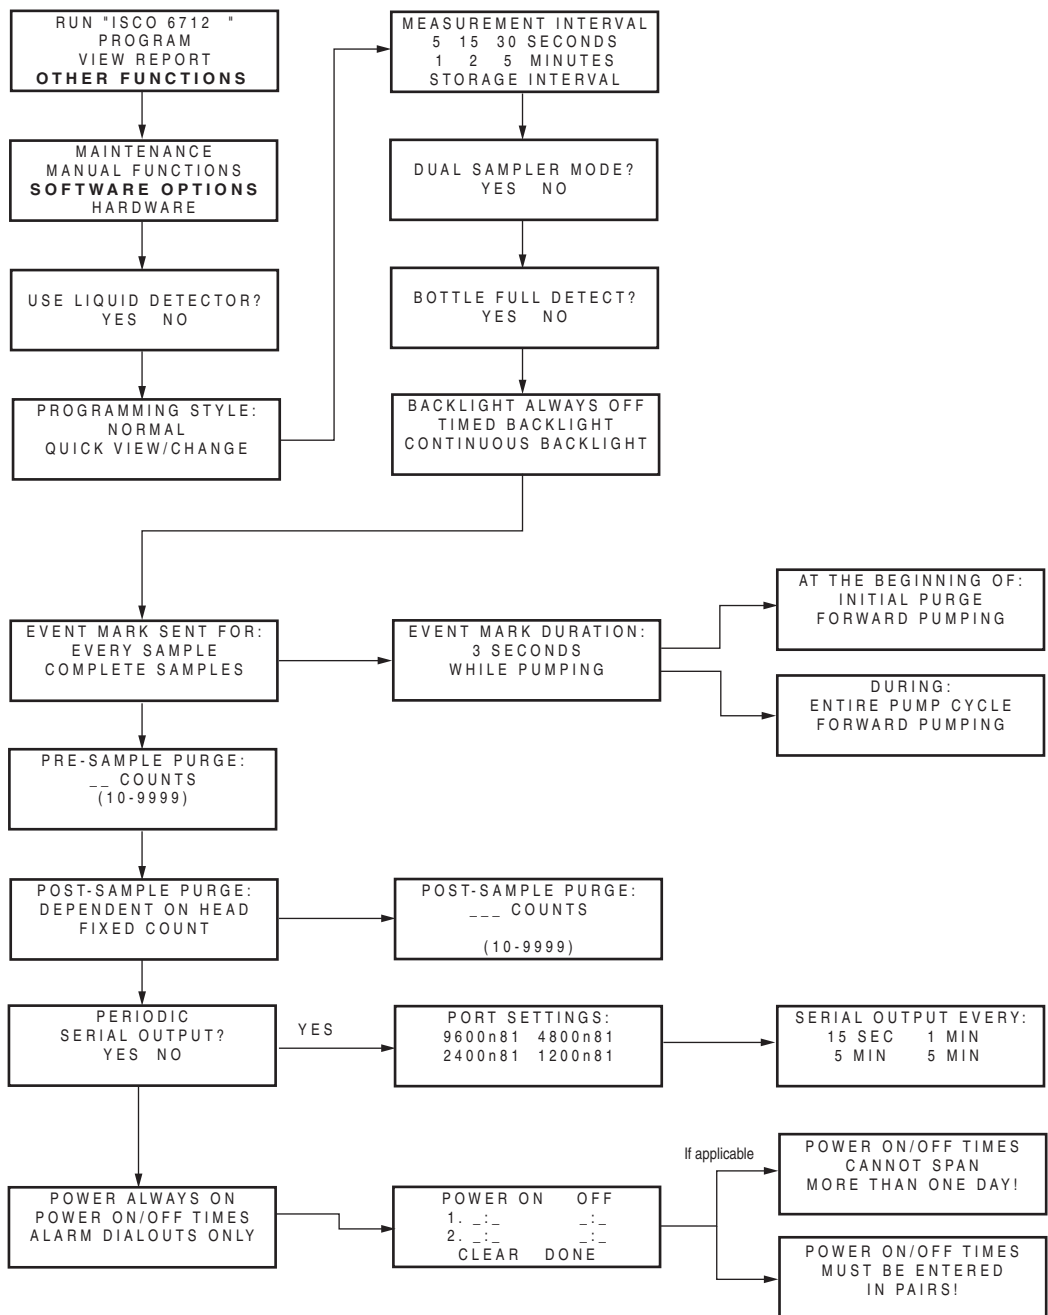 RUN "ISCO 6712 "
PROGRAM
VIEW REPORT
OTHER FUNCTIONS
MAINTENANCE
MANUAL FUNCTIONS
SOFTWARE OPTIONS
HARDWARE
USE LIQUID DETECTOR?
YES NO
PROGRAMMING STYLE:
NORMAL
QUICK VIEW/CHANGE
MEASUREMENT INTERVAL
5 15 30 SECONDS
1 2 5 MINUTES
STORAGE INTERVAL
DUAL SAMPLER MODE?
YES NO
BOTTLE FULL DETECT?
YES NO
BACKLIGHT ALWAYS OFF
TIMED BACKLIGHT
CONTINUOUS BACKLIGHT
EVENT MARK SENT FOR:
EVERY SAMPLE
COMPLETE SAMPLES
EVENT MARK DURATION:
3 SECONDS
WHILE PUMPING
AT THE BEGINNING OF:
INITIAL PURGE
FORWARD PUMPING
DURING:
ENTIRE PUMP CYCLE
FORWARD PUMPING
PRE-SAMPLE PURGE:
_ _ COUNTS
(10-9999)
POST-SAMPLE PURGE:
DEPENDENT ON HEAD
FIXED COUNT
POST-SAMPLE PURGE:
_ _ _ COUNTS
(10-9999)
PERIODIC
SERIAL OUTPUT?
YES NO
YES
PORT SETTINGS:
9600n81 4800n81
2400n81 1200n81
SERIAL OUTPUT EVERY:
15 SEC 1 MIN
5 MIN 5 MIN
POWER ALWAYS ON
POWER ON/OFF TIMES
ALARM DIALOUTS ONLY
POWER ON OFF
1. _:_ _:_
2. _:_ _:_
CLEAR DONE
If applicable
POWER ON/OFF TIMES
CANNOT SPAN
MORE THAN ONE DAY!
POWER ON/OFF TIMES
MUST BE ENTERED
IN PAIRS!